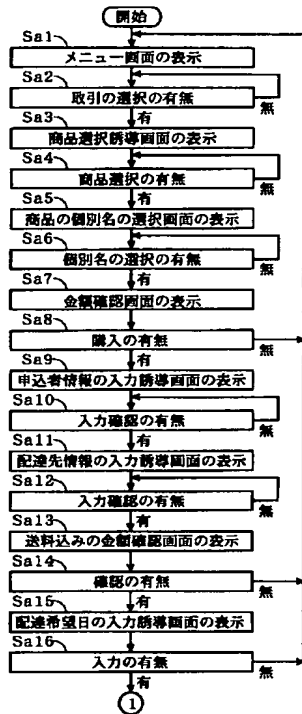 開始
Sa1
メニュー画面の表示
Sa2
取引の選択の有無
無
有
Sa3
商品選択誘導画面の表示
Sa4
商品選択の有無
無
有
Sa5
商品の個別名の選択画面の表示
Sa6
個別名の選択の有無
無
有
Sa7
金額確認画面の表示
Sa8
購入の有無
無
有
Sa9
申込者情報の入力誘導画面の表示
Sa10
入力確認の有無
無
有
Sa11
配達先情報の入力誘導画面の表示
Sa12
入力確認の有無
無
有
Sa13
送料込みの金額確認画面の表示
Sa14
確認の有無
無
有
Sa15
配達希望日の入力誘導画面の表示
Sa16
入力の有無
無
有
1